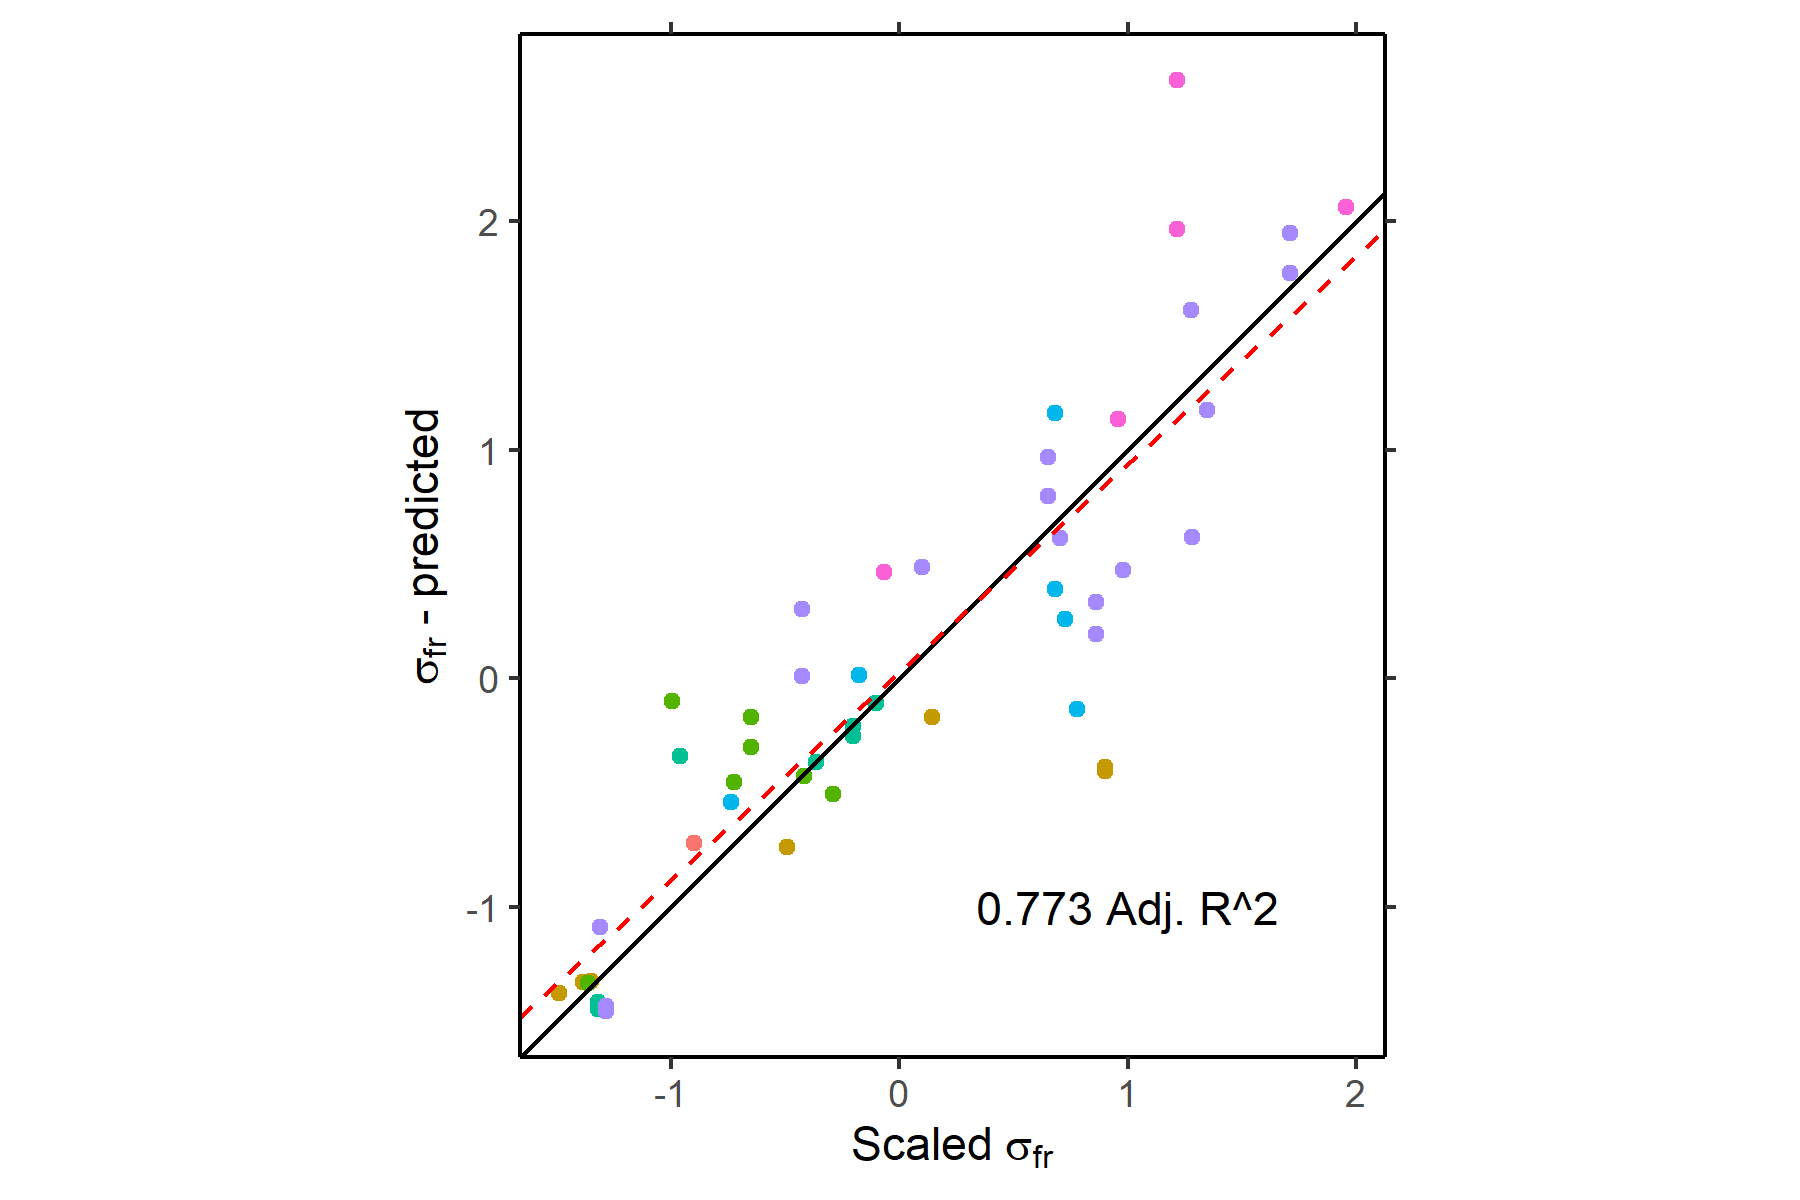 σfr - predicted
2
1
0
-1
0.773 Adj. R^2
-1 0 1 2
Scaled σfr